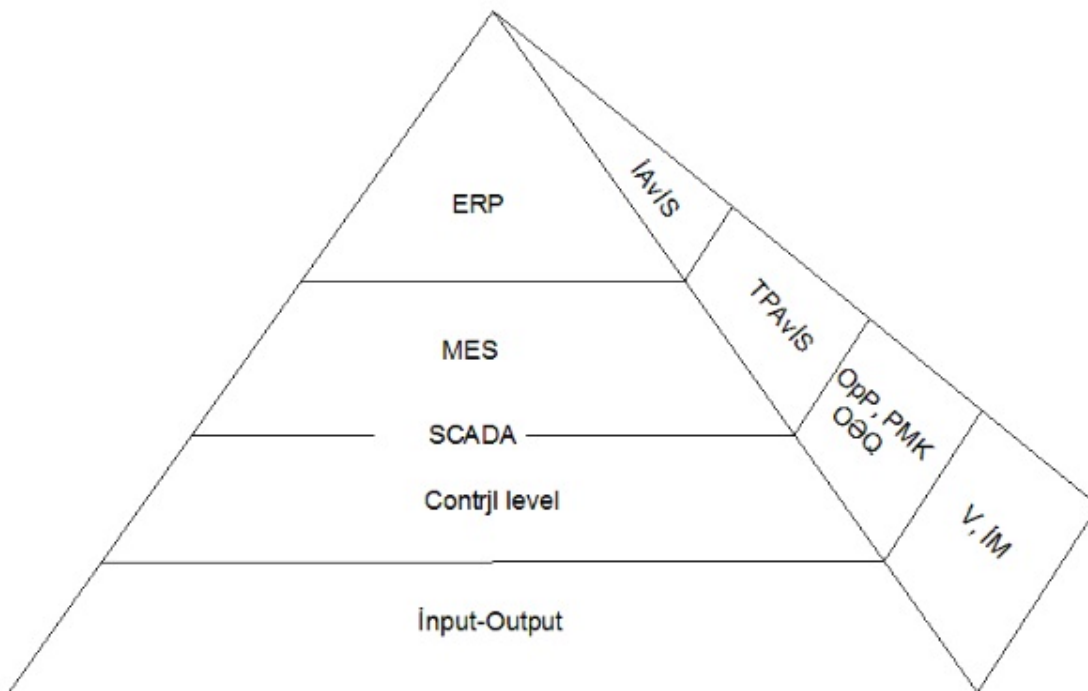 ERP
İAvİS
MES
TPAvİS
SCADA
OpP, PMK
OƏQ
Contrjl level
V, İM
İnput-Output